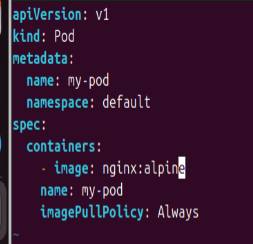 apiVersion: v1
kind: Pod
metadata:
  name: my-pod
  namespace: default
spec:
  containers:
    - image: nginx:alpine
    name: my-pod
    imagePullPolicy: Always
~